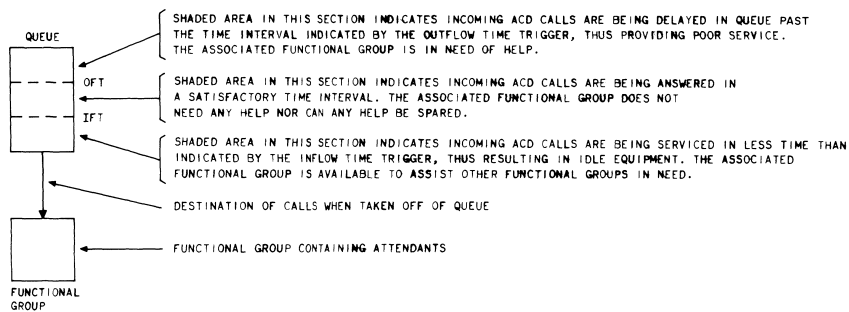 SHADED AREA IN THIS SECTION INDICATES INCOMING ACD CALLS ARE BEING DELAYED IN QUEUE PAST
THE TIME INTERVAL INDICATED BY THE OUTFLOW TIME TRIGGER, THUS PROVIDING POOR SERVICE.
THE ASSOCIATED FUNCTIONAL GROUP IS IN NEED OF HELP.
QUEUE
OFT
SHADED AREA IN THIS SECTION INDICATES INCOMING ACD CALLS ARE BEING ANSWERED IN
A SATISFACTORY TIME INTERVAL. THE ASSOCIATED FUNCTIONAL GROUP DOES NOT
NEED ANY HELP NOR CAN ANY HELP BE SPARED.
IFT
SHADED AREA IN THIS SECTION INDICATES INCOMING ACD CALLS ARE BEING SERVICED IN LESS TIME THAN
INDICATED BY THE INFLOW TIME TRIGGER, THUS RESULTING IN IDLE EQUIPMENT. THE ASSOCIATED
FUNCTIONAL GROUP IS AVAILABLE TO ASSIST OTHER FUNCTIONAL GROUPS IN NEED.
DESTINATION OF CALLS WHEN TAKEN OFF OF QUEUE
FUNCTIONAL GROUP CONTAINING ATTENDANTS
FUNCTIONAL
GROUP